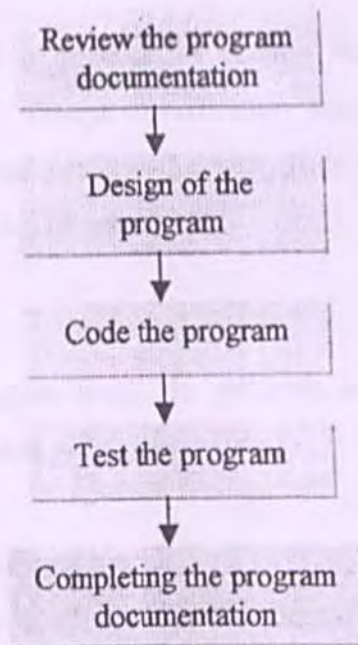 Review the program
documentation
Design of the
program
Code the program
Test the program
Completing the program
documentation